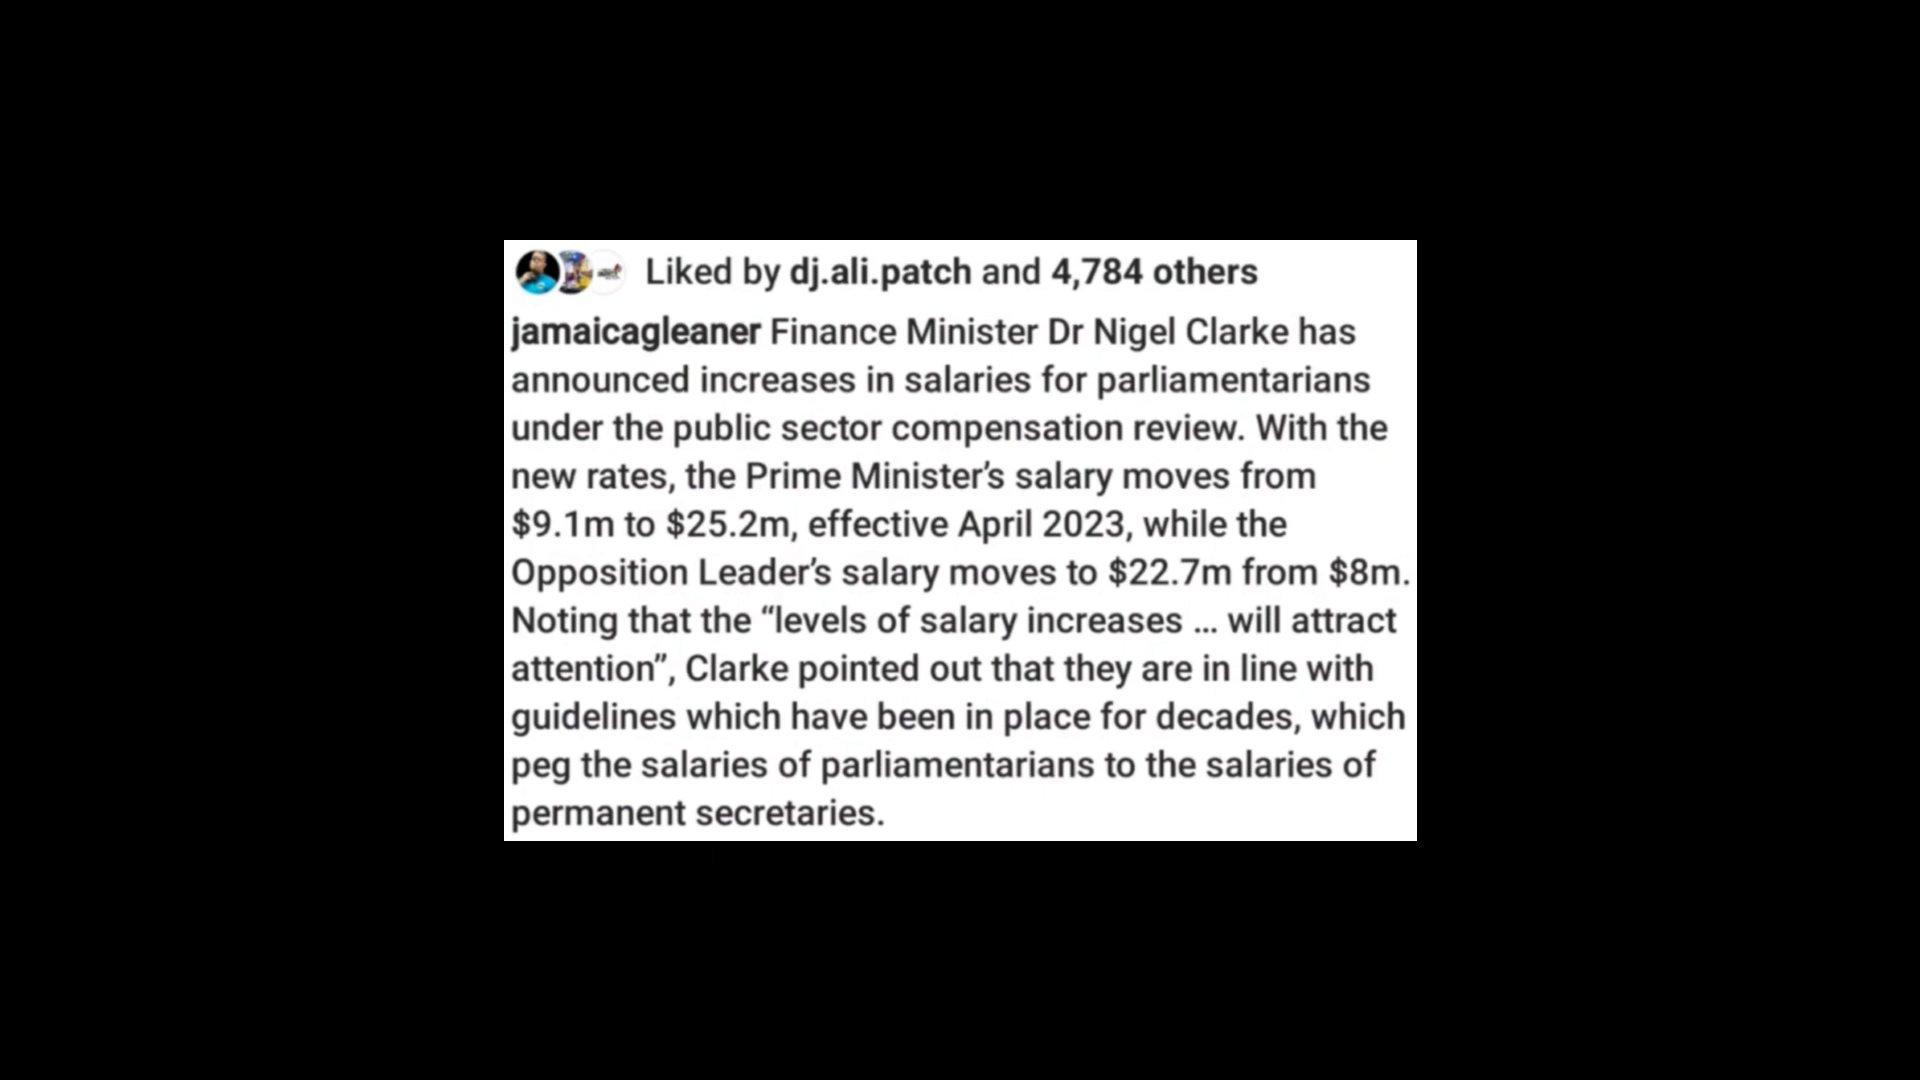 Liked by dj.ali.patch and 4,784 others
jamaicagleaner Finance Minister Dr Nigel Clarke has
announced increases in salaries for parliamentarians
under the public sector compensation review. With the
new rates, the Prime Minister’s salary moves from
$9.1m to $25.2m, effective April 2023, while the
Opposition Leader’s salary moves to $22.7m from $8m.
Noting that the “levels of salary increases ... will attract
attention”, Clarke pointed out that they are in line with
guidelines which have been in place for decades, which
peg the salaries of parliamentarians to the salaries of
permanent secretaries.